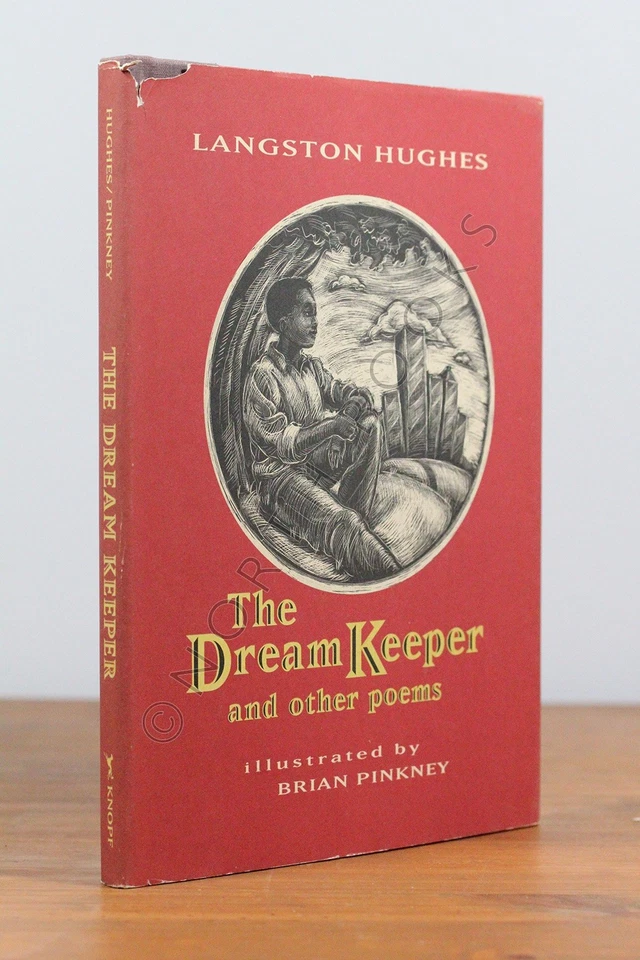 HUGHES/ PINKNEY
THE DREAM KEEPER
KNOPF
LANGSTON HUGHES
The
Dream Keeper
and other poems
illustrated by
BRIAN PINKNEY